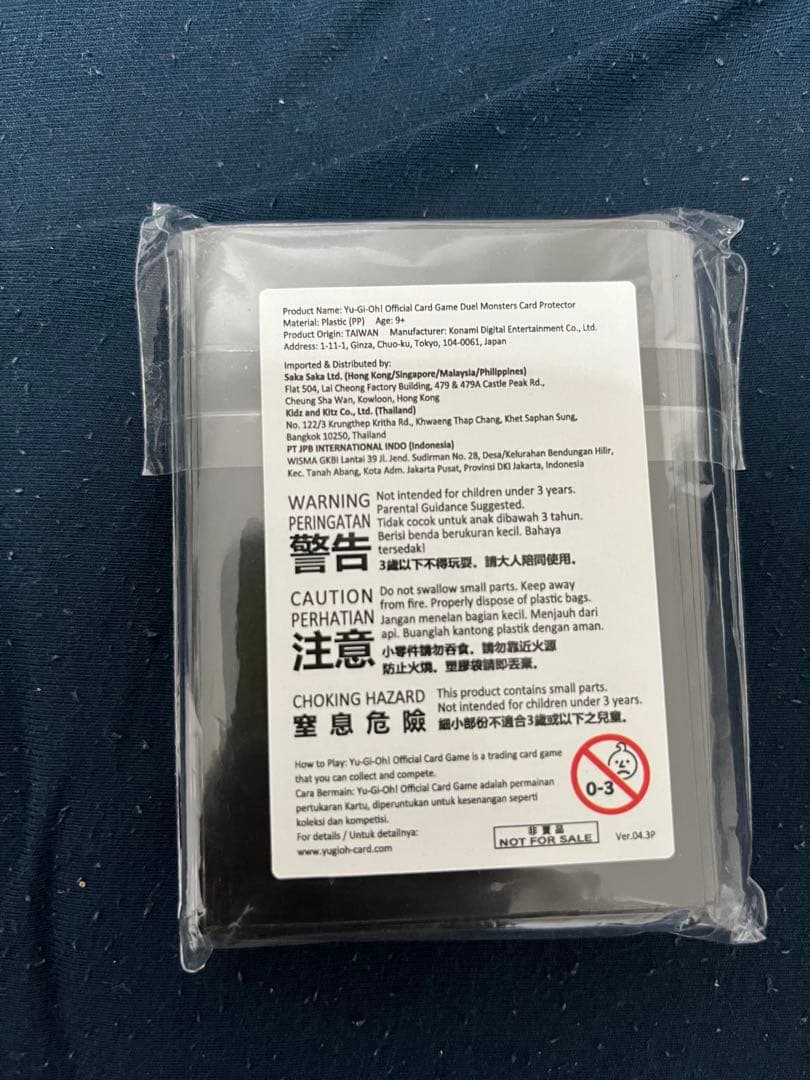 Product Name: Yu-Gi-Oh! Official Card Game Duel Monsters Card Protector
Material: Plastic (PP) Age: 9+
Product Origin: TAIWAN Manufacturer: Konami Digital Entertainment Co., Ltd.
Address: 1-11-1, Ginza, Chuo-ku, Tokyo, 104-0061, Japan
Imported & Distributed by:
Saka Saka Ltd. (Hong Kong/Singapore/Malaysia/Philippines)
Flat 504, Lai Cheong Factory Building, 479 & 479A Castle Peak Rd.,
Cheung Sha Wan, Kowloon, Hong Kong
Kidz and Kitz Co., Ltd. (Thailand)
No. 122/3 Krungthep Kritha Rd., Khwaeng Thap Chang, Khet Saphan Sung,
Bangkok 10250, Thailand
PT JPB INTERNATIONAL INDO (Indonesia)
WISMA GKBI Lantai 39 Jl. Jend. Sudirman No. 28, Desa/Kelurahan Bendungan Hilir,
Kec. Tanah Abang, Kota Adm. Jakarta Pusat, Provinsi DKI Jakarta, Indonesia
WARNING
PERINGATAN
警告
Not intended for children under 3 years.
Parental Guidance Suggested.
Tidak cocok untuk anak dibawah 3 tahun.
Berisi benda berukuran kecil. Bahaya
tersedak!
3歲以下不得玩耍。請大人陪同使用。
CAUTION
PERHATIAN
注意
Do not swallow small parts. Keep away
from fire. Properly dispose of plastic bags.
Jangan menelan bagian kecil. Menjauh dari
api. Buanglah kantong plastik dengan aman.
小零件請勿吞食。請勿靠近火源
防止火燒。塑膠袋請即丟棄。
CHOKING HAZARD
窒息危險
This product contains small parts.
Not intended for children under 3 years.
細小部份不適合3歲或以下之兒童。
How to Play: Yu-Gi-Oh! Official Card Game is a trading card game
that you can collect and compete.
Cara Bermain: Yu-Gi-Oh! Official Card Game adalah permainan
pertukaran Kartu, diperuntukan untuk kesenangan seperti
koleksi dan kompetisi.
For details / Untuk detailnya:
www.yugioh-card.com
0-3
非賣品
NOT FOR SALE
Ver.04.3P